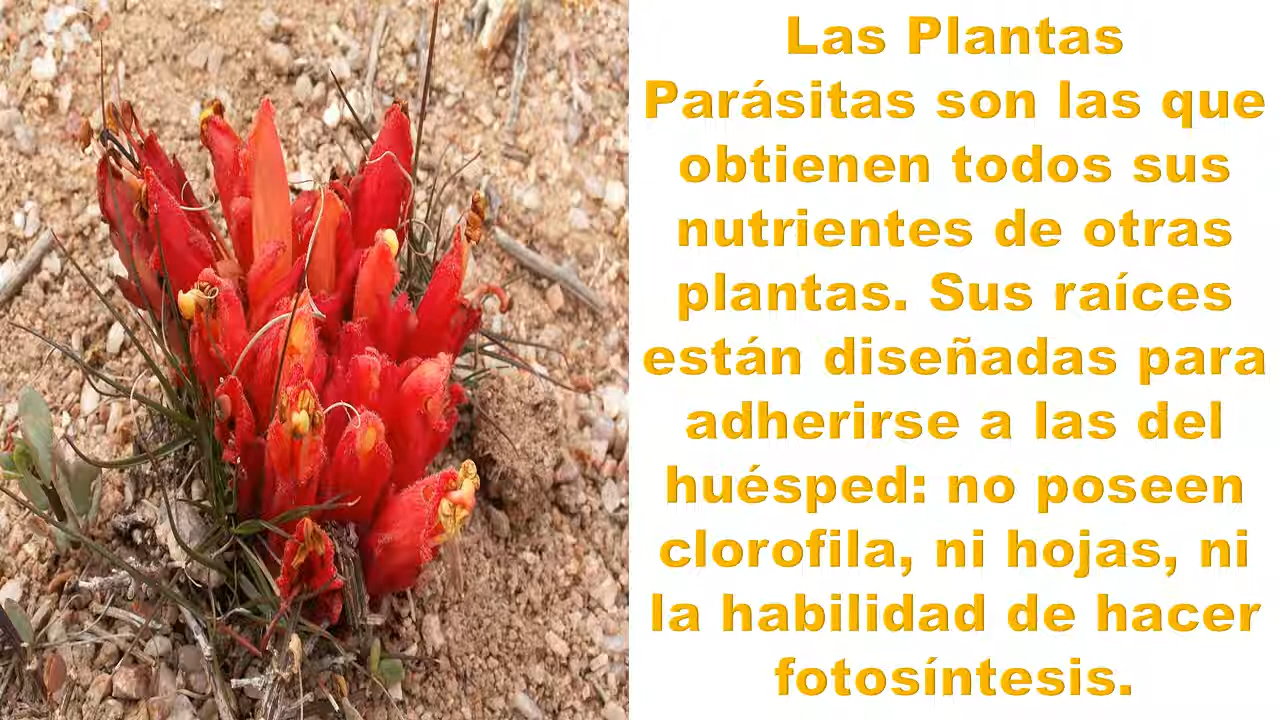 Las Plantas
Parásitas son las que
obtienen todos sus
nutrientes de otras
plantas. Sus raíces
están diseñadas para
adherirse a las del
huésped: no poseen
clorofila, ni hojas, ni
la habilidad de hacer
fotosíntesis.